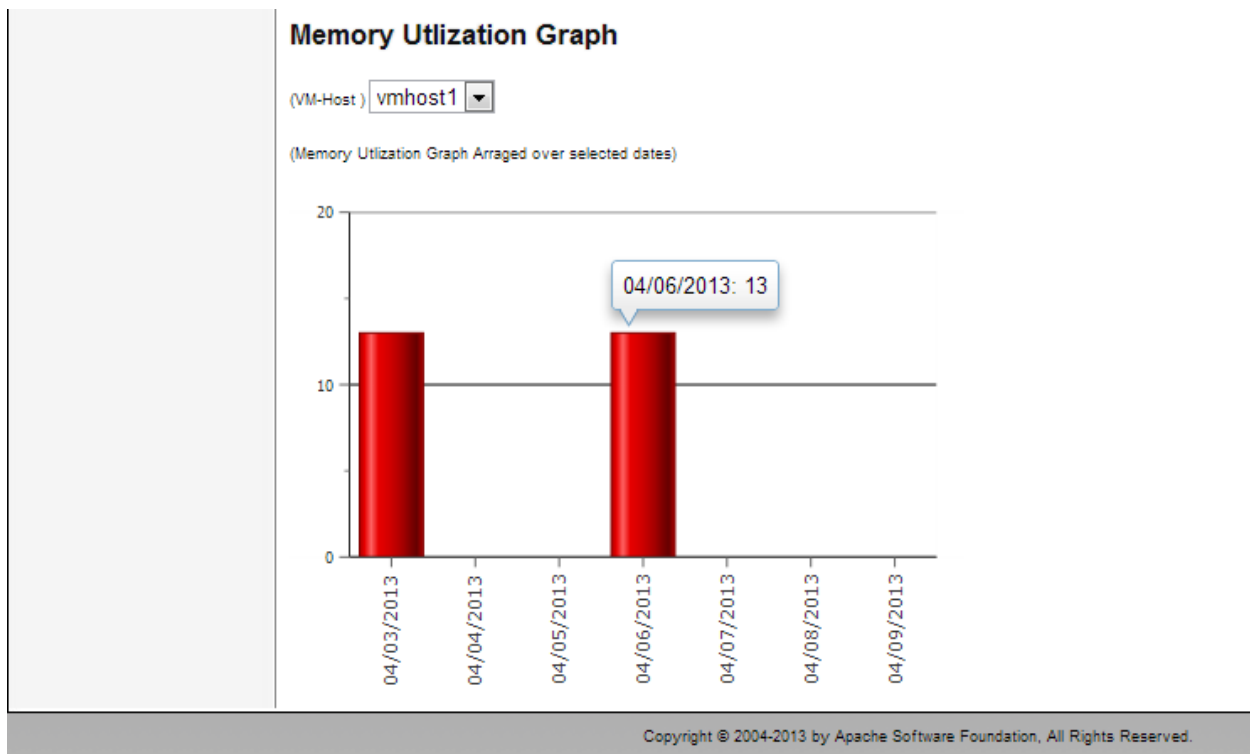 Memory Utlization Graph
(VM-Host ) vmhost1
(Memory Utlization Graph Arraged over selected dates)
20
04/06/2013: 13
10
0
04/03/2013
04/04/2013
04/05/2013
04/06/2013
04/07/2013
04/08/2013
04/09/2013
Copyright © 2004-2013 by Apache Software Foundation, All Rights Reserved.